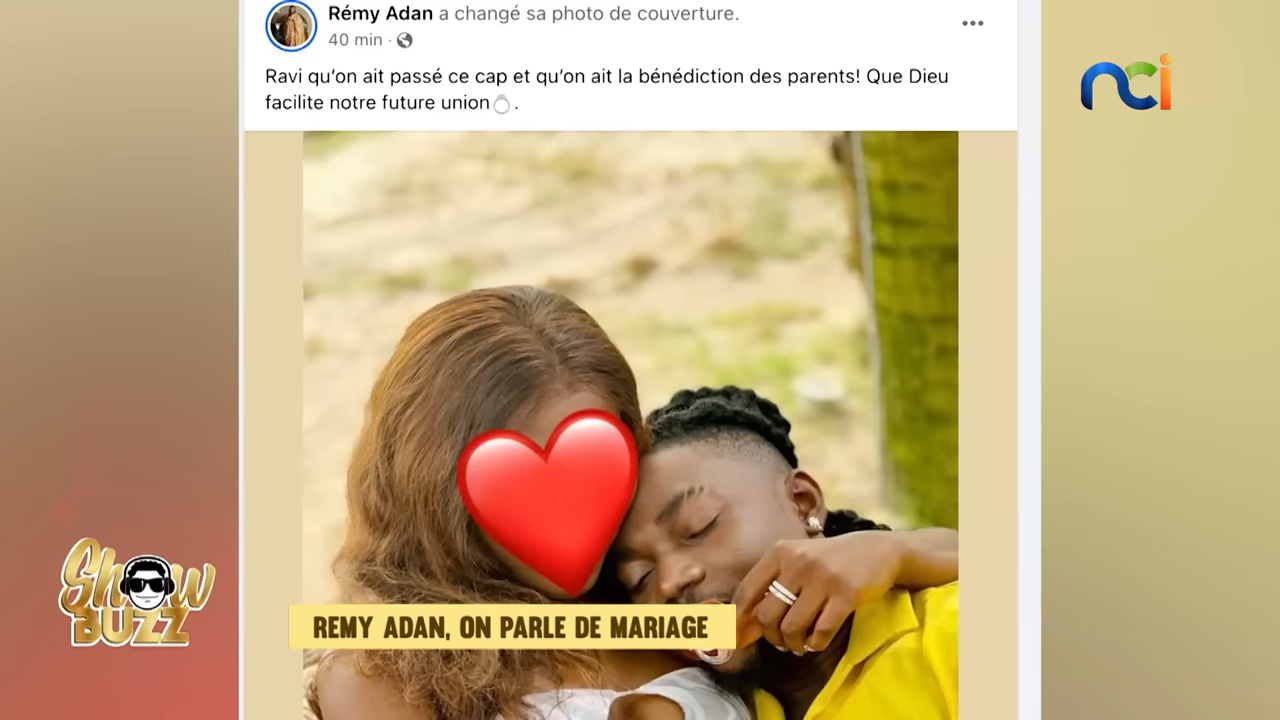 Rémy Adan a changé sa photo de couverture.
40 min ·
Ravi qu’on ait passé ce cap et qu’on ait la bénédiction des parents! Que Dieu
facilite notre future union💍.
nci
Show
BUZZ
REMY ADAN, ON PARLE DE MARIAGE